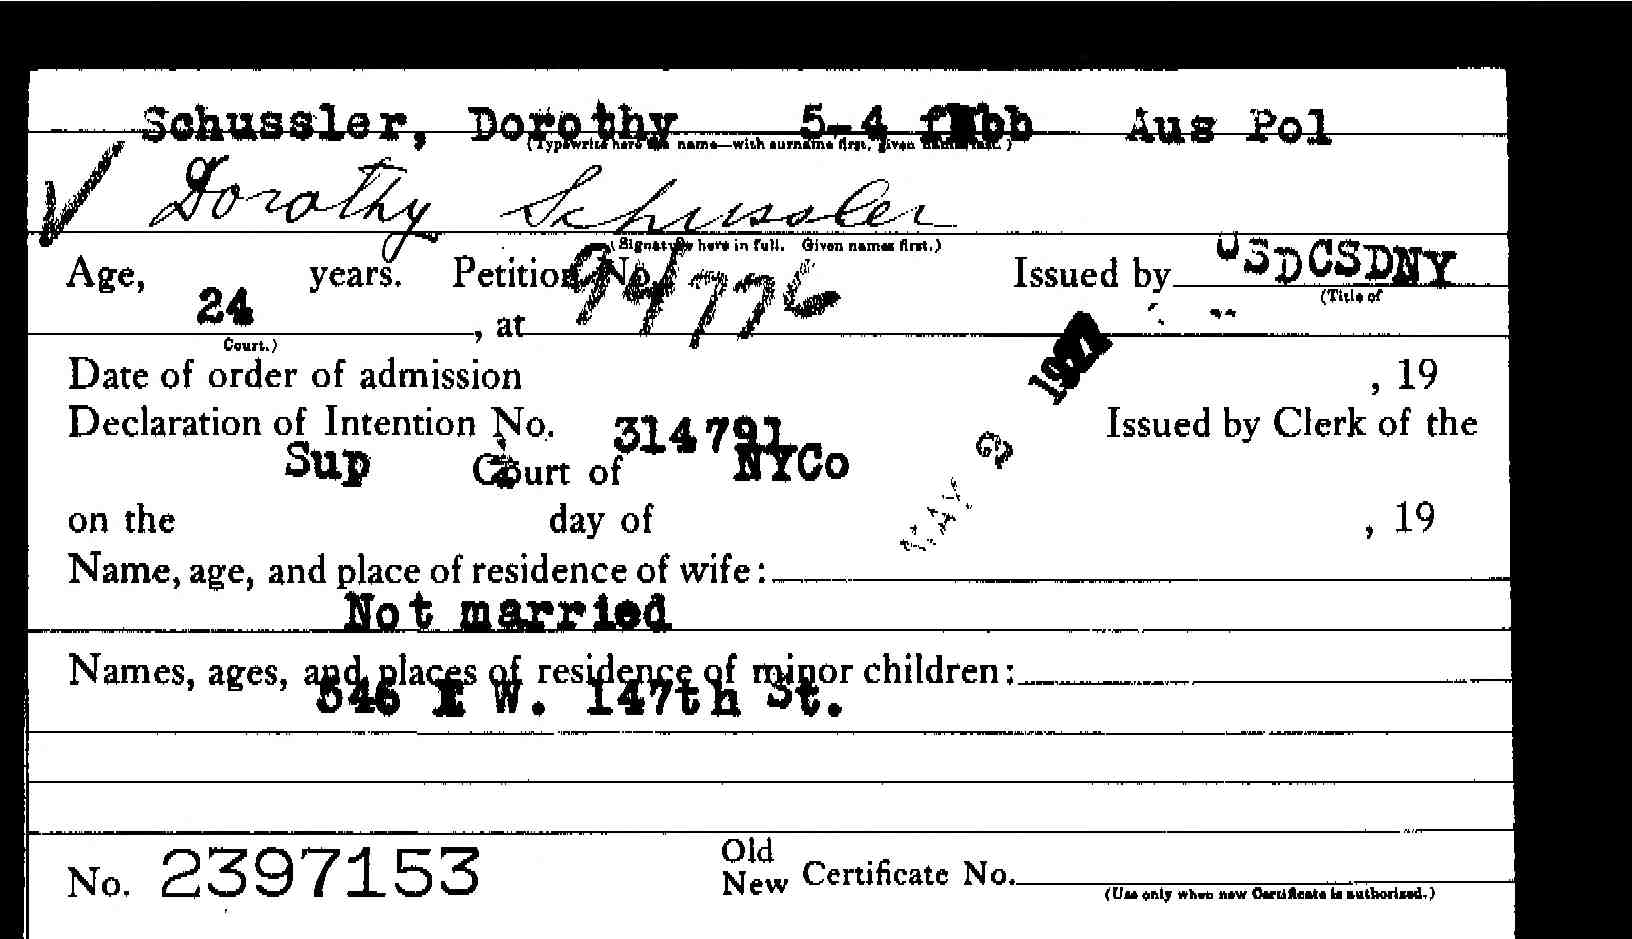 Schussler, Dorothy 5-4 Aus Pol
(Typewrite here the name—with surname first, given name last.)
Dorothy Schussler
(Signature here in full. Given names first.)
Age, 24 years. Petition No. 94776 Issued by USDCSDNY
(Title of
Court.) , at
1927
Date of order of admission , 19
Declaration of Intention No. 314791 Issued by Clerk of the
Sup Court of NYCo
MAY
on the day of , 19
Name, age, and place of residence of wife:
Not married
Names, ages, and places of residence of minor children:
546 W. 147th St.
No. 2397153 Old
New Certificate No.
(Use only when new Certificate is authorized.)